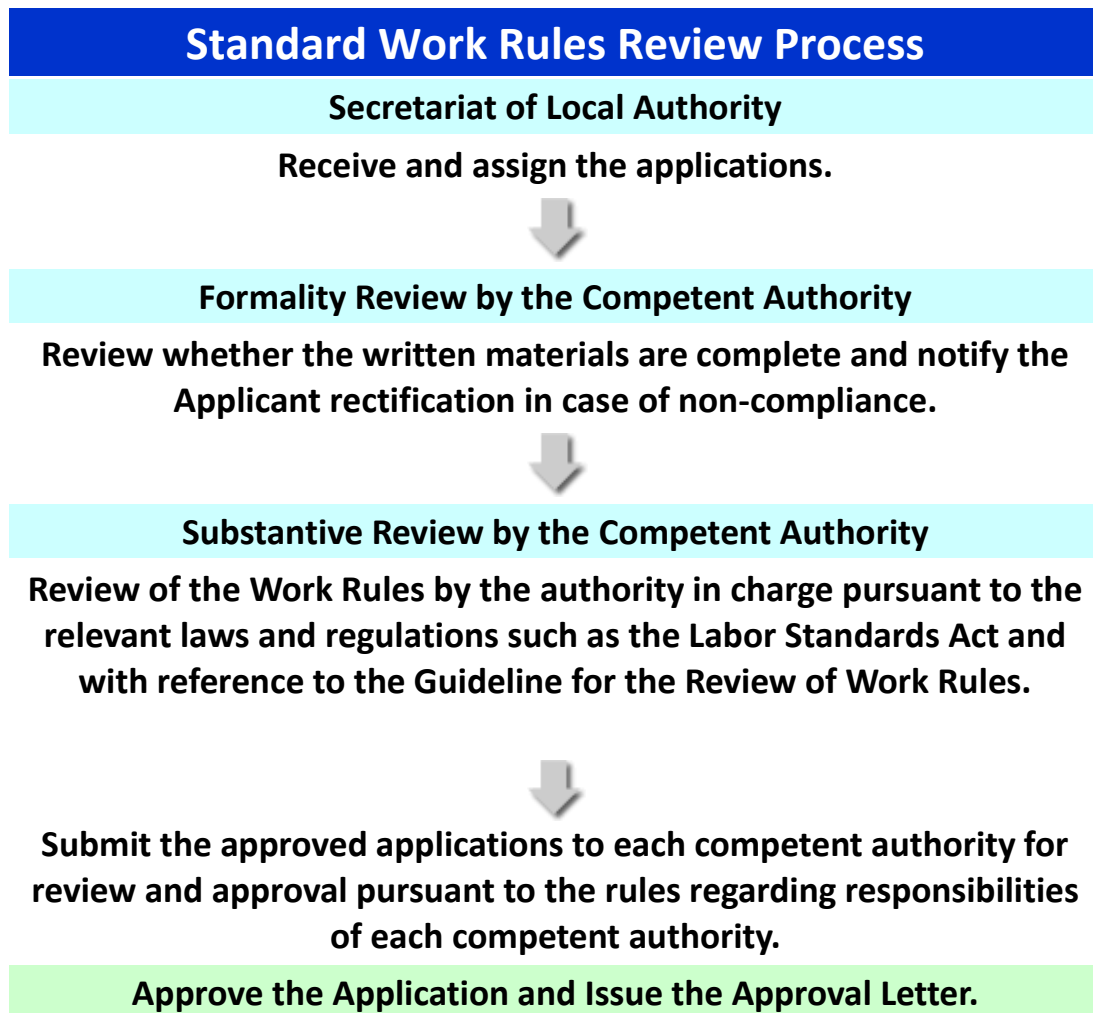 Standard Work Rules Review Process
Secretariat of Local Authority
Receive and assign the applications.
Formality Review by the Competent Authority
Review whether the written materials are complete and notify the
Applicant rectification in case of non-compliance.
Substantive Review by the Competent Authority
Review of the Work Rules by the authority in charge pursuant to the
relevant laws and regulations such as the Labor Standards Act and
with reference to the Guideline for the Review of Work Rules.
Submit the approved applications to each competent authority for
review and approval pursuant to the rules regarding responsibilities
of each competent authority.
Approve the Application and Issue the Approval Letter.